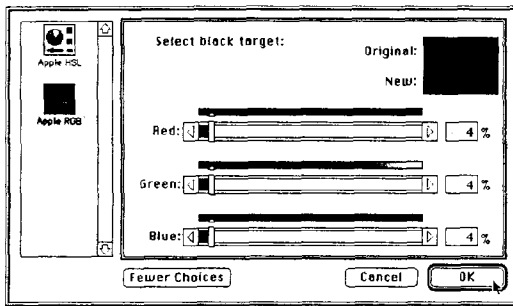 Apple HSL
Apple RGB
Select black target:
Original:
New:
Red: 4 %
Green: 4 %
Blue: 4 %
Fewer Choices
Cancel
OK